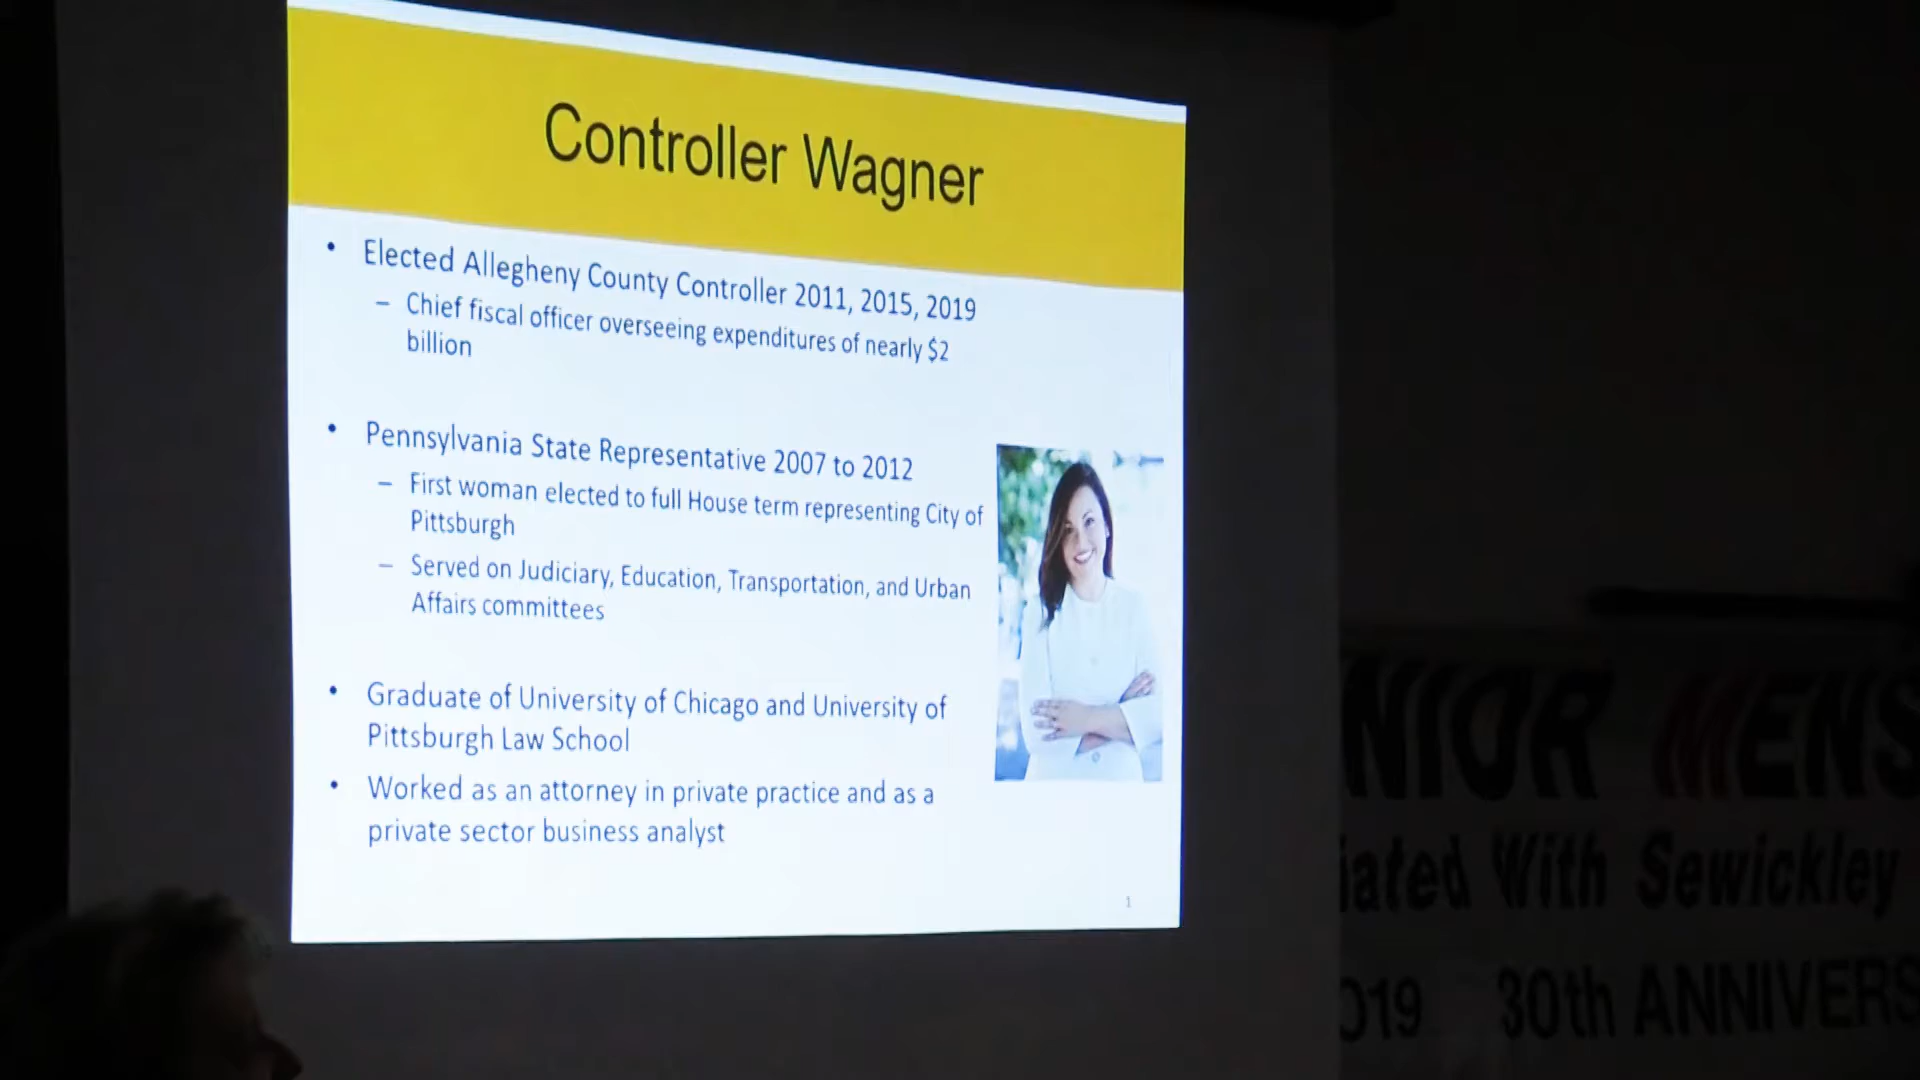 Controller Wagner
• Elected Allegheny County Controller 2011, 2015, 2019
– Chief fiscal officer overseeing expenditures of nearly $2
billion
• Pennsylvania State Representative 2007 to 2012
– First woman elected to full House term representing City of
Pittsburgh
– Served on Judiciary, Education, Transportation, and Urban
Affairs committees
• Graduate of University of Chicago and University of
Pittsburgh Law School
• Worked as an attorney in private practice and as a
private sector business analyst
1
NIOR MENS
iated With Sewickley
019 30th ANNIVERS